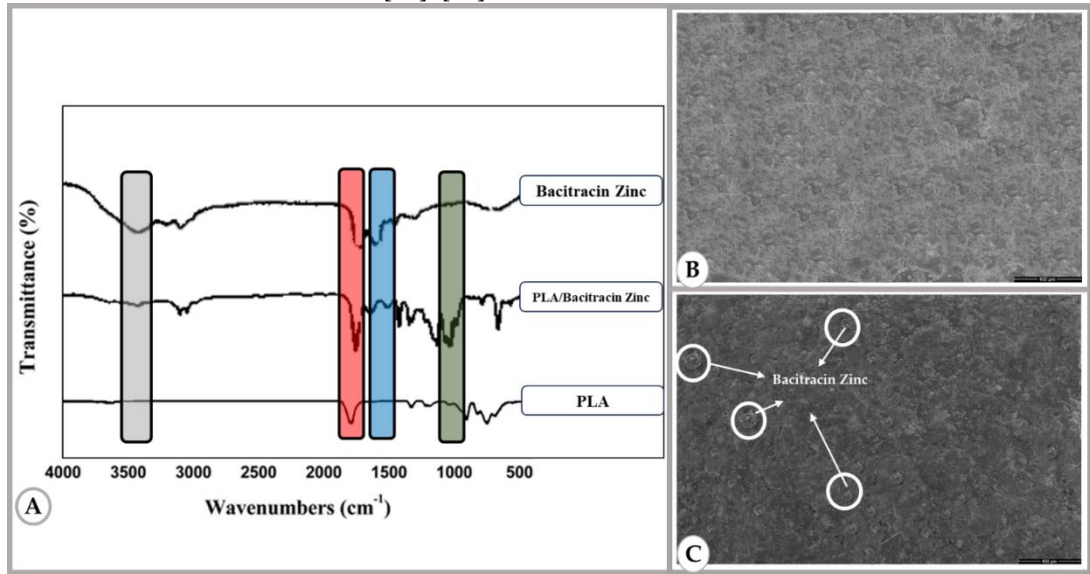 Bacitracin Zinc
PLA/Bacitracin Zinc
PLA
Transmittance (%)
4000 3500 3000 2500 2000 1500 1000 500
Wavenumbers (cm⁻¹)
A
B
Bacitracin Zinc
C